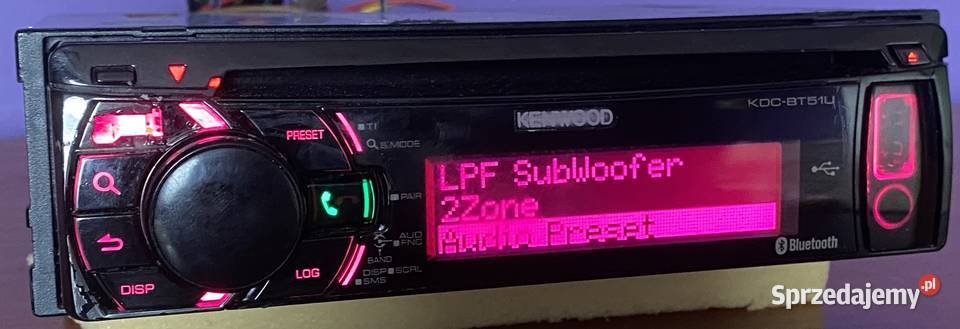 KENWOOD
KDC-BT51U
PRESET
TI
S.MODE
PAIR
AUD
FNC
BAND
DISP SCRL
SMS
LOG
DISP
LPF SubWoofer
2Zone
Audio Preset
Bluetooth
Sprzedajemy.pl